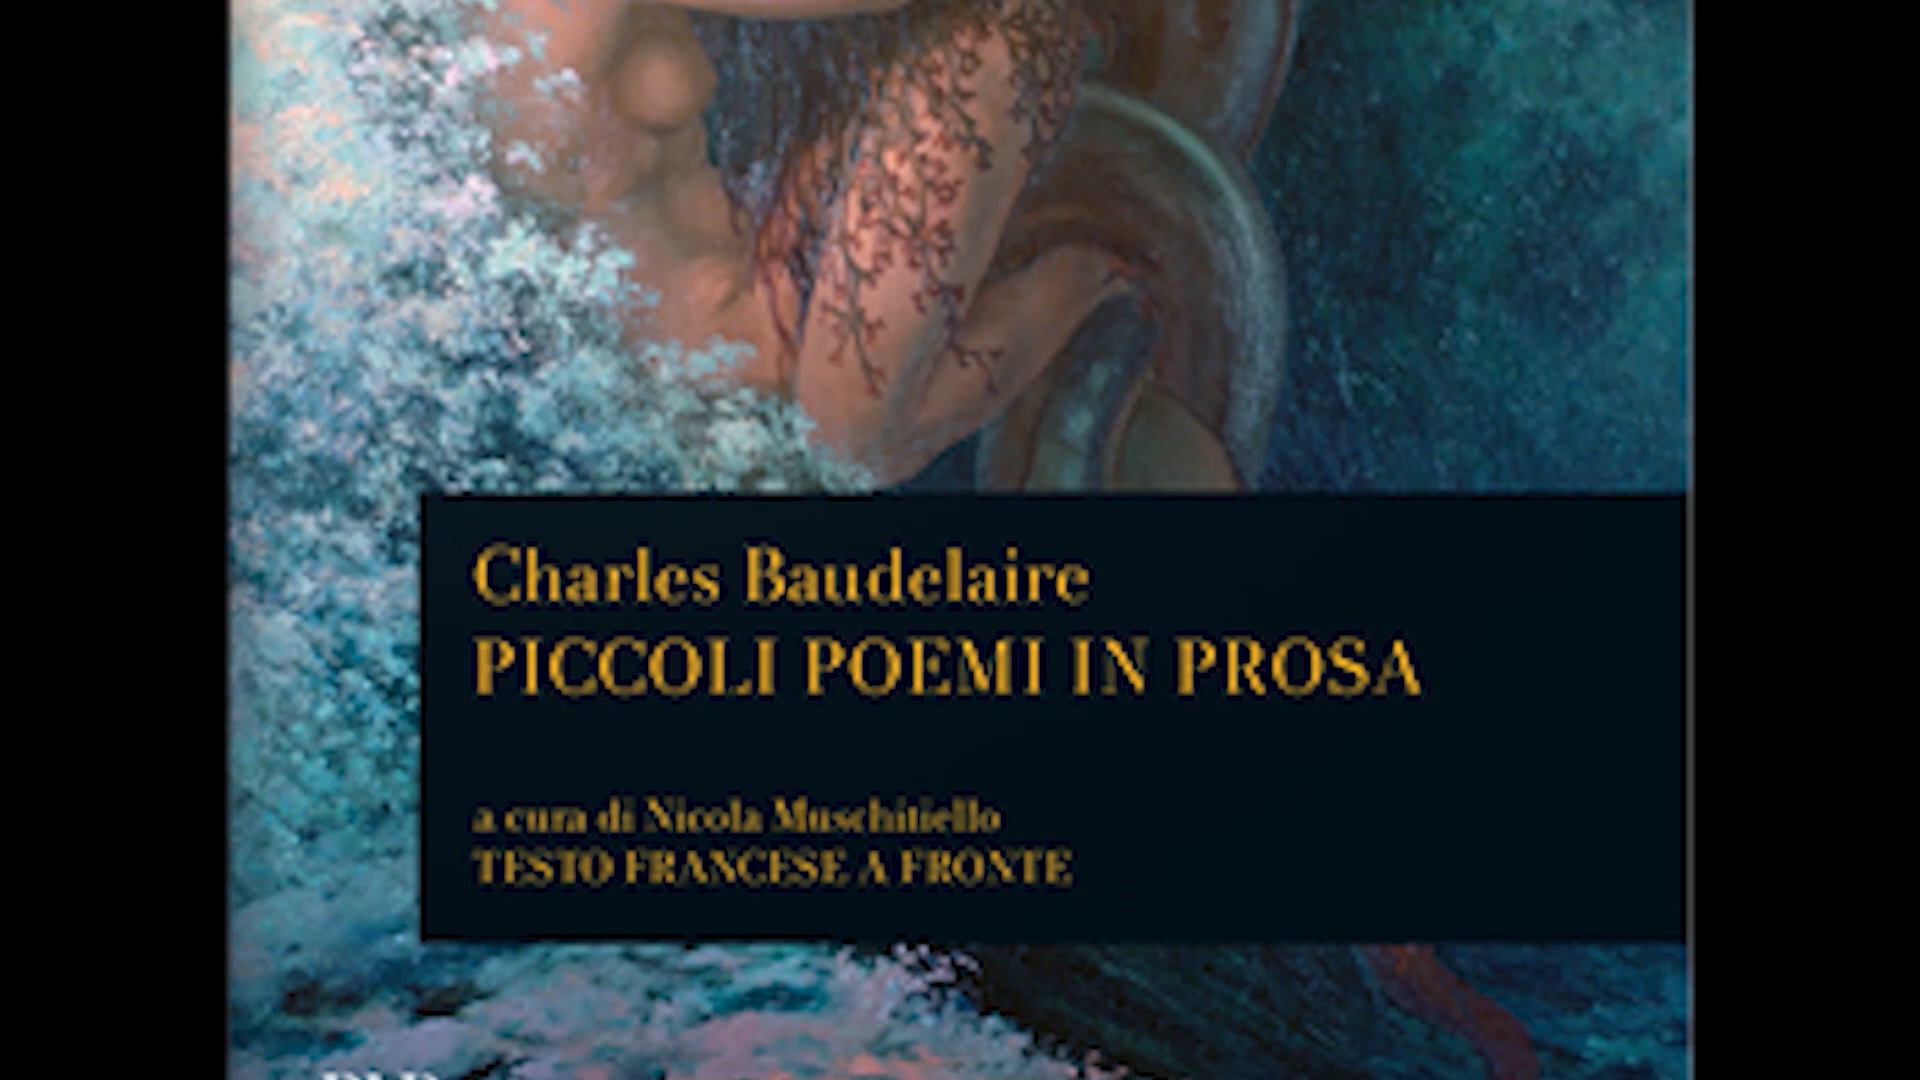 Charles Baudelaire
PICCOLI POEMI IN PROSA
a cura di Nicola Muschitiello
TESTO FRANCESE A FRONTE